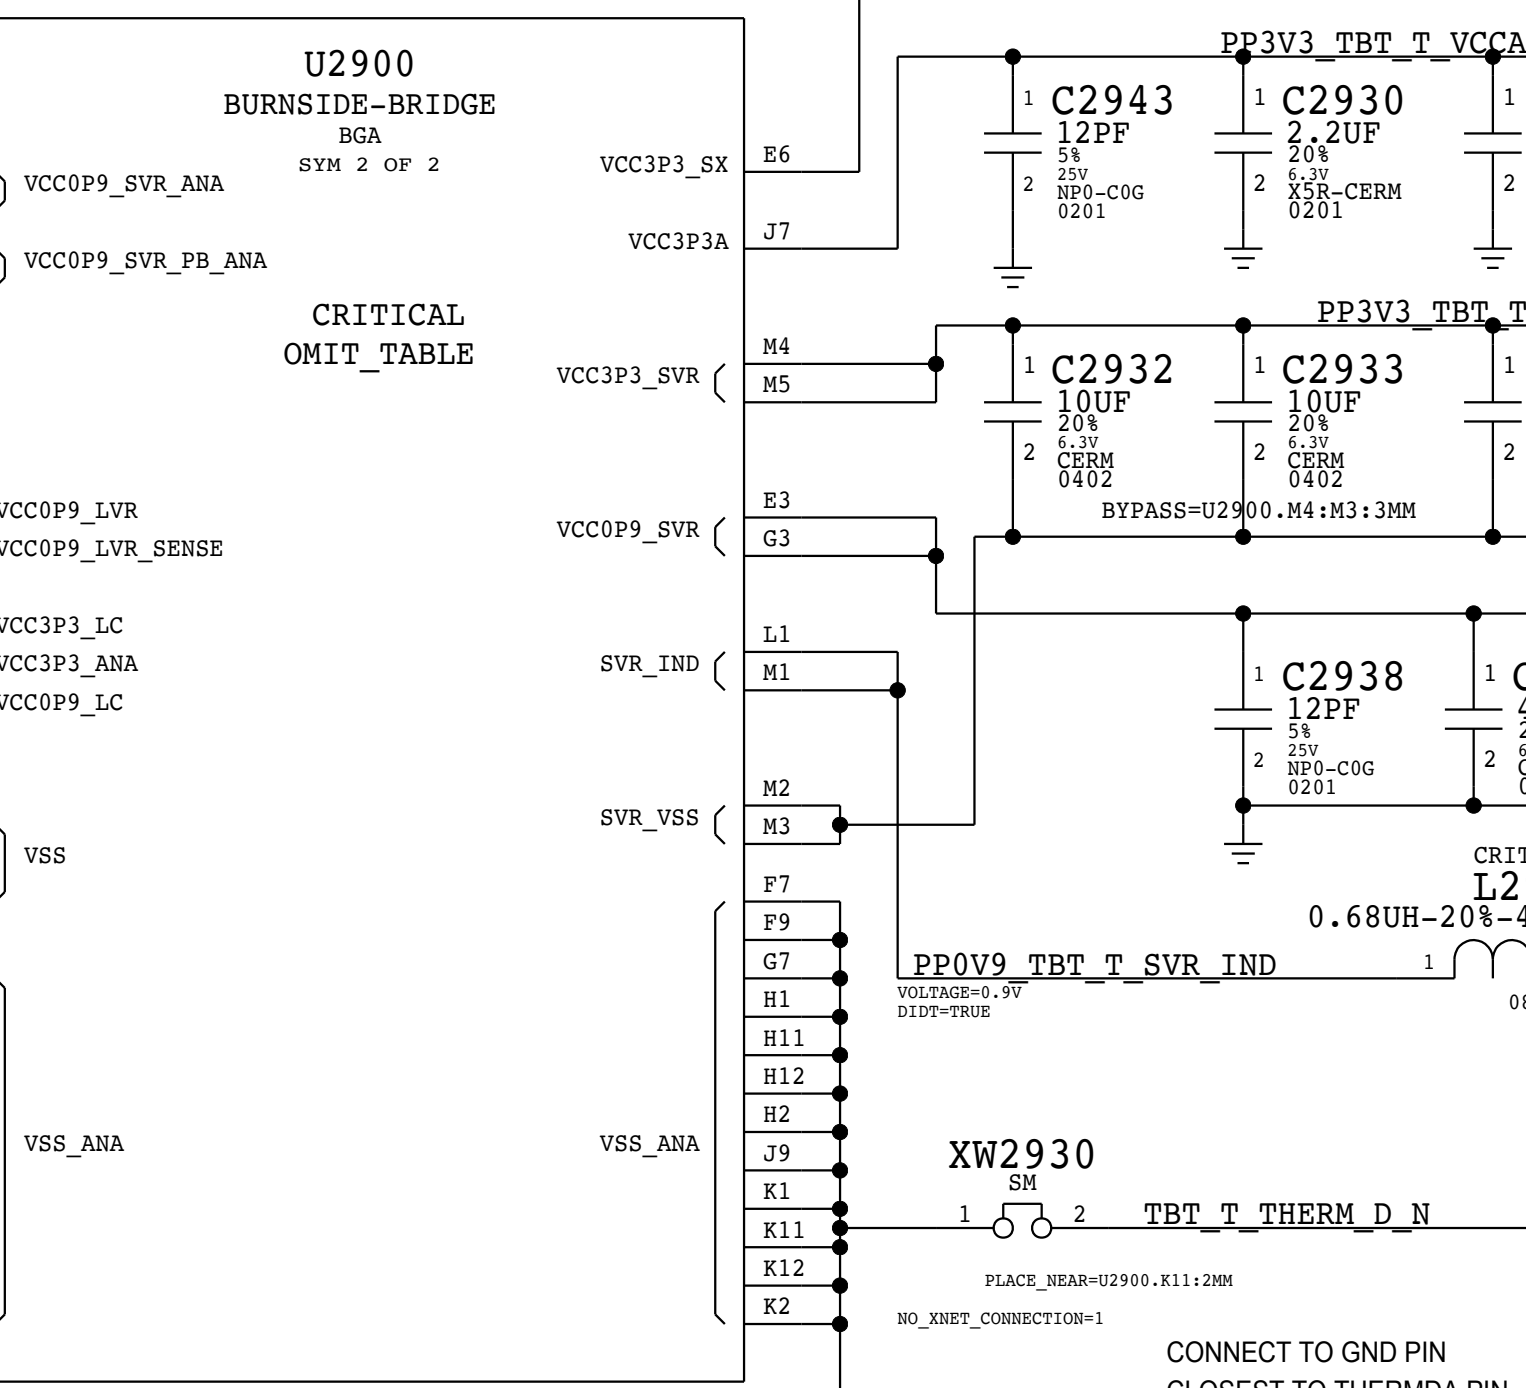 U2900
BURNSIDE-BRIDGE
BGA
SYM 2 OF 2
VCC0P9_SVR_ANA
VCC0P9_SVR_PB_ANA
CRITICAL
OMIT_TABLE
VCC0P9_LVR
VCC0P9_LVR_SENSE
VCC3P3_LC
VCC3P3_ANA
VCC0P9_LC
VSS
VSS_ANA
VCC3P3_SX
E6
VCC3P3A
J7
VCC3P3_SVR
M4
M5
VCC0P9_SVR
E3
G3
SVR_IND
L1
M1
SVR_VSS
M2
M3
VSS_ANA
F7
F9
G7
H1
H11
H12
H2
J9
K1
K11
K12
K2
PP3V3_TBT_T_VCCA
1 C2943
12PF
5%
25V
2 NP0-C0G
0201
1 C2930
2.2UF
20%
6.3V
2 X5R-CERM
0201
1
2
PP3V3_TBT_T
1 C2932
10UF
20%
6.3V
2 CERM
0402
1 C2933
10UF
20%
6.3V
2 CERM
0402
1
2
BYPASS=U2900.M4:M3:3MM
1 C2938
12PF
5%
25V
2 NP0-C0G
0201
1
2
CRIT
L2
0.68UH-20%-4
PP0V9_TBT_T_SVR_IND
1
VOLTAGE=0.9V
DIDT=TRUE
08
XW2930
SM
1 2 TBT_T_THERM_D_N
PLACE_NEAR=U2900.K11:2MM
NO_XNET_CONNECTION=1
CONNECT TO GND PIN
CLOSEST TO THERMDA PIN